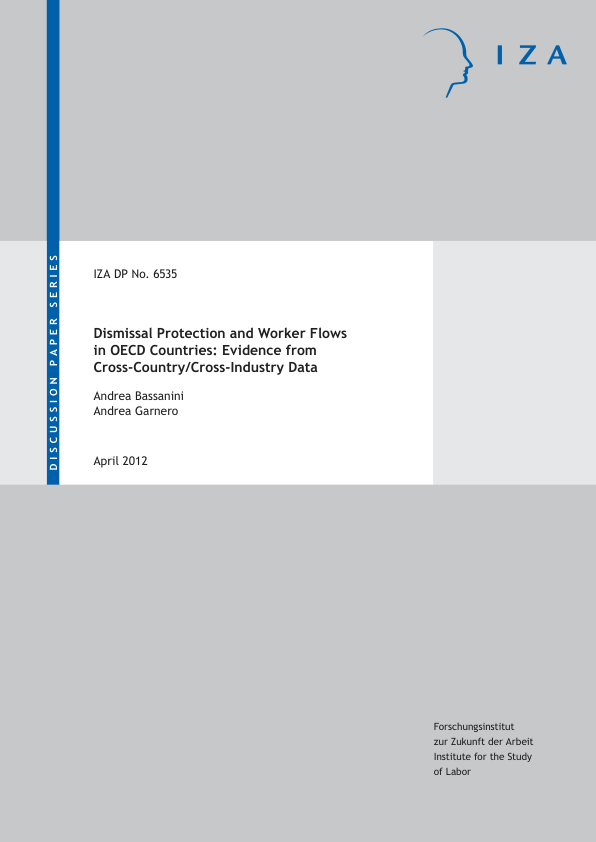 IZA
DISCUSSION PAPER SERIES
IZA DP No. 6535
Dismissal Protection and Worker Flows
in OECD Countries: Evidence from
Cross-Country/Cross-Industry Data
Andrea Bassanini
Andrea Garnero
April 2012
Forschungsinstitut
zur Zukunft der Arbeit
Institute for the Study
of Labor